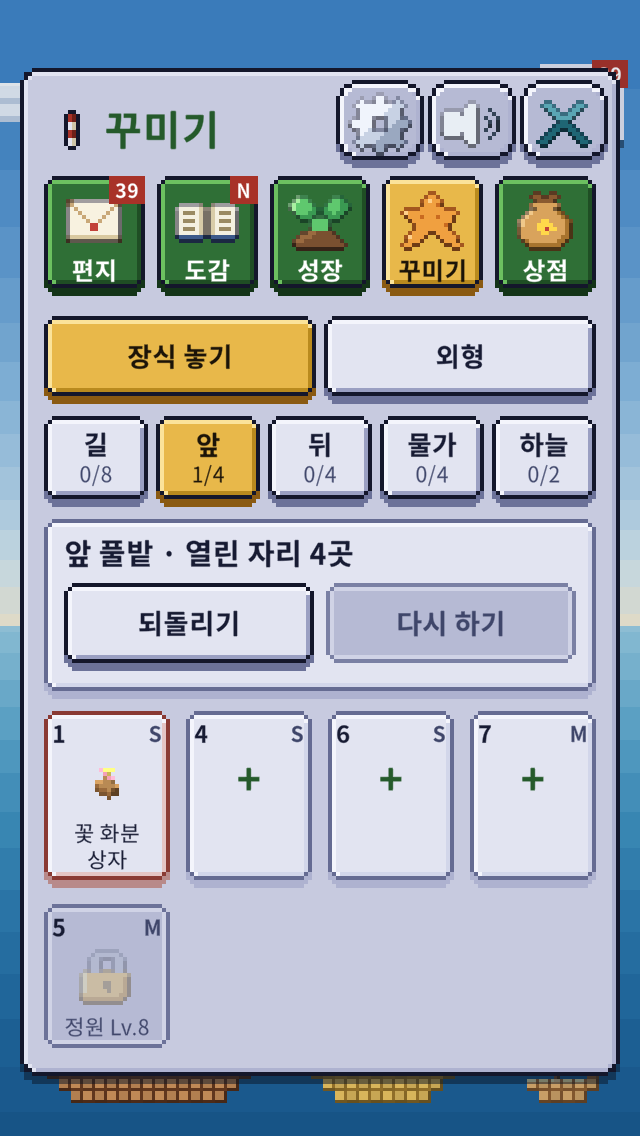 꾸미기
39
편지
N
도감
성장
꾸미기
상점
장식 놓기
외형
길
0/8
앞
1/4
뒤
0/4
물가
0/4
하늘
0/2
앞 풀밭 · 열린 자리 4곳
되돌리기
다시 하기
1 S
꽃 화분
상자
4 S
+
6 S
+
7 M
+
5 M
정원 Lv.8